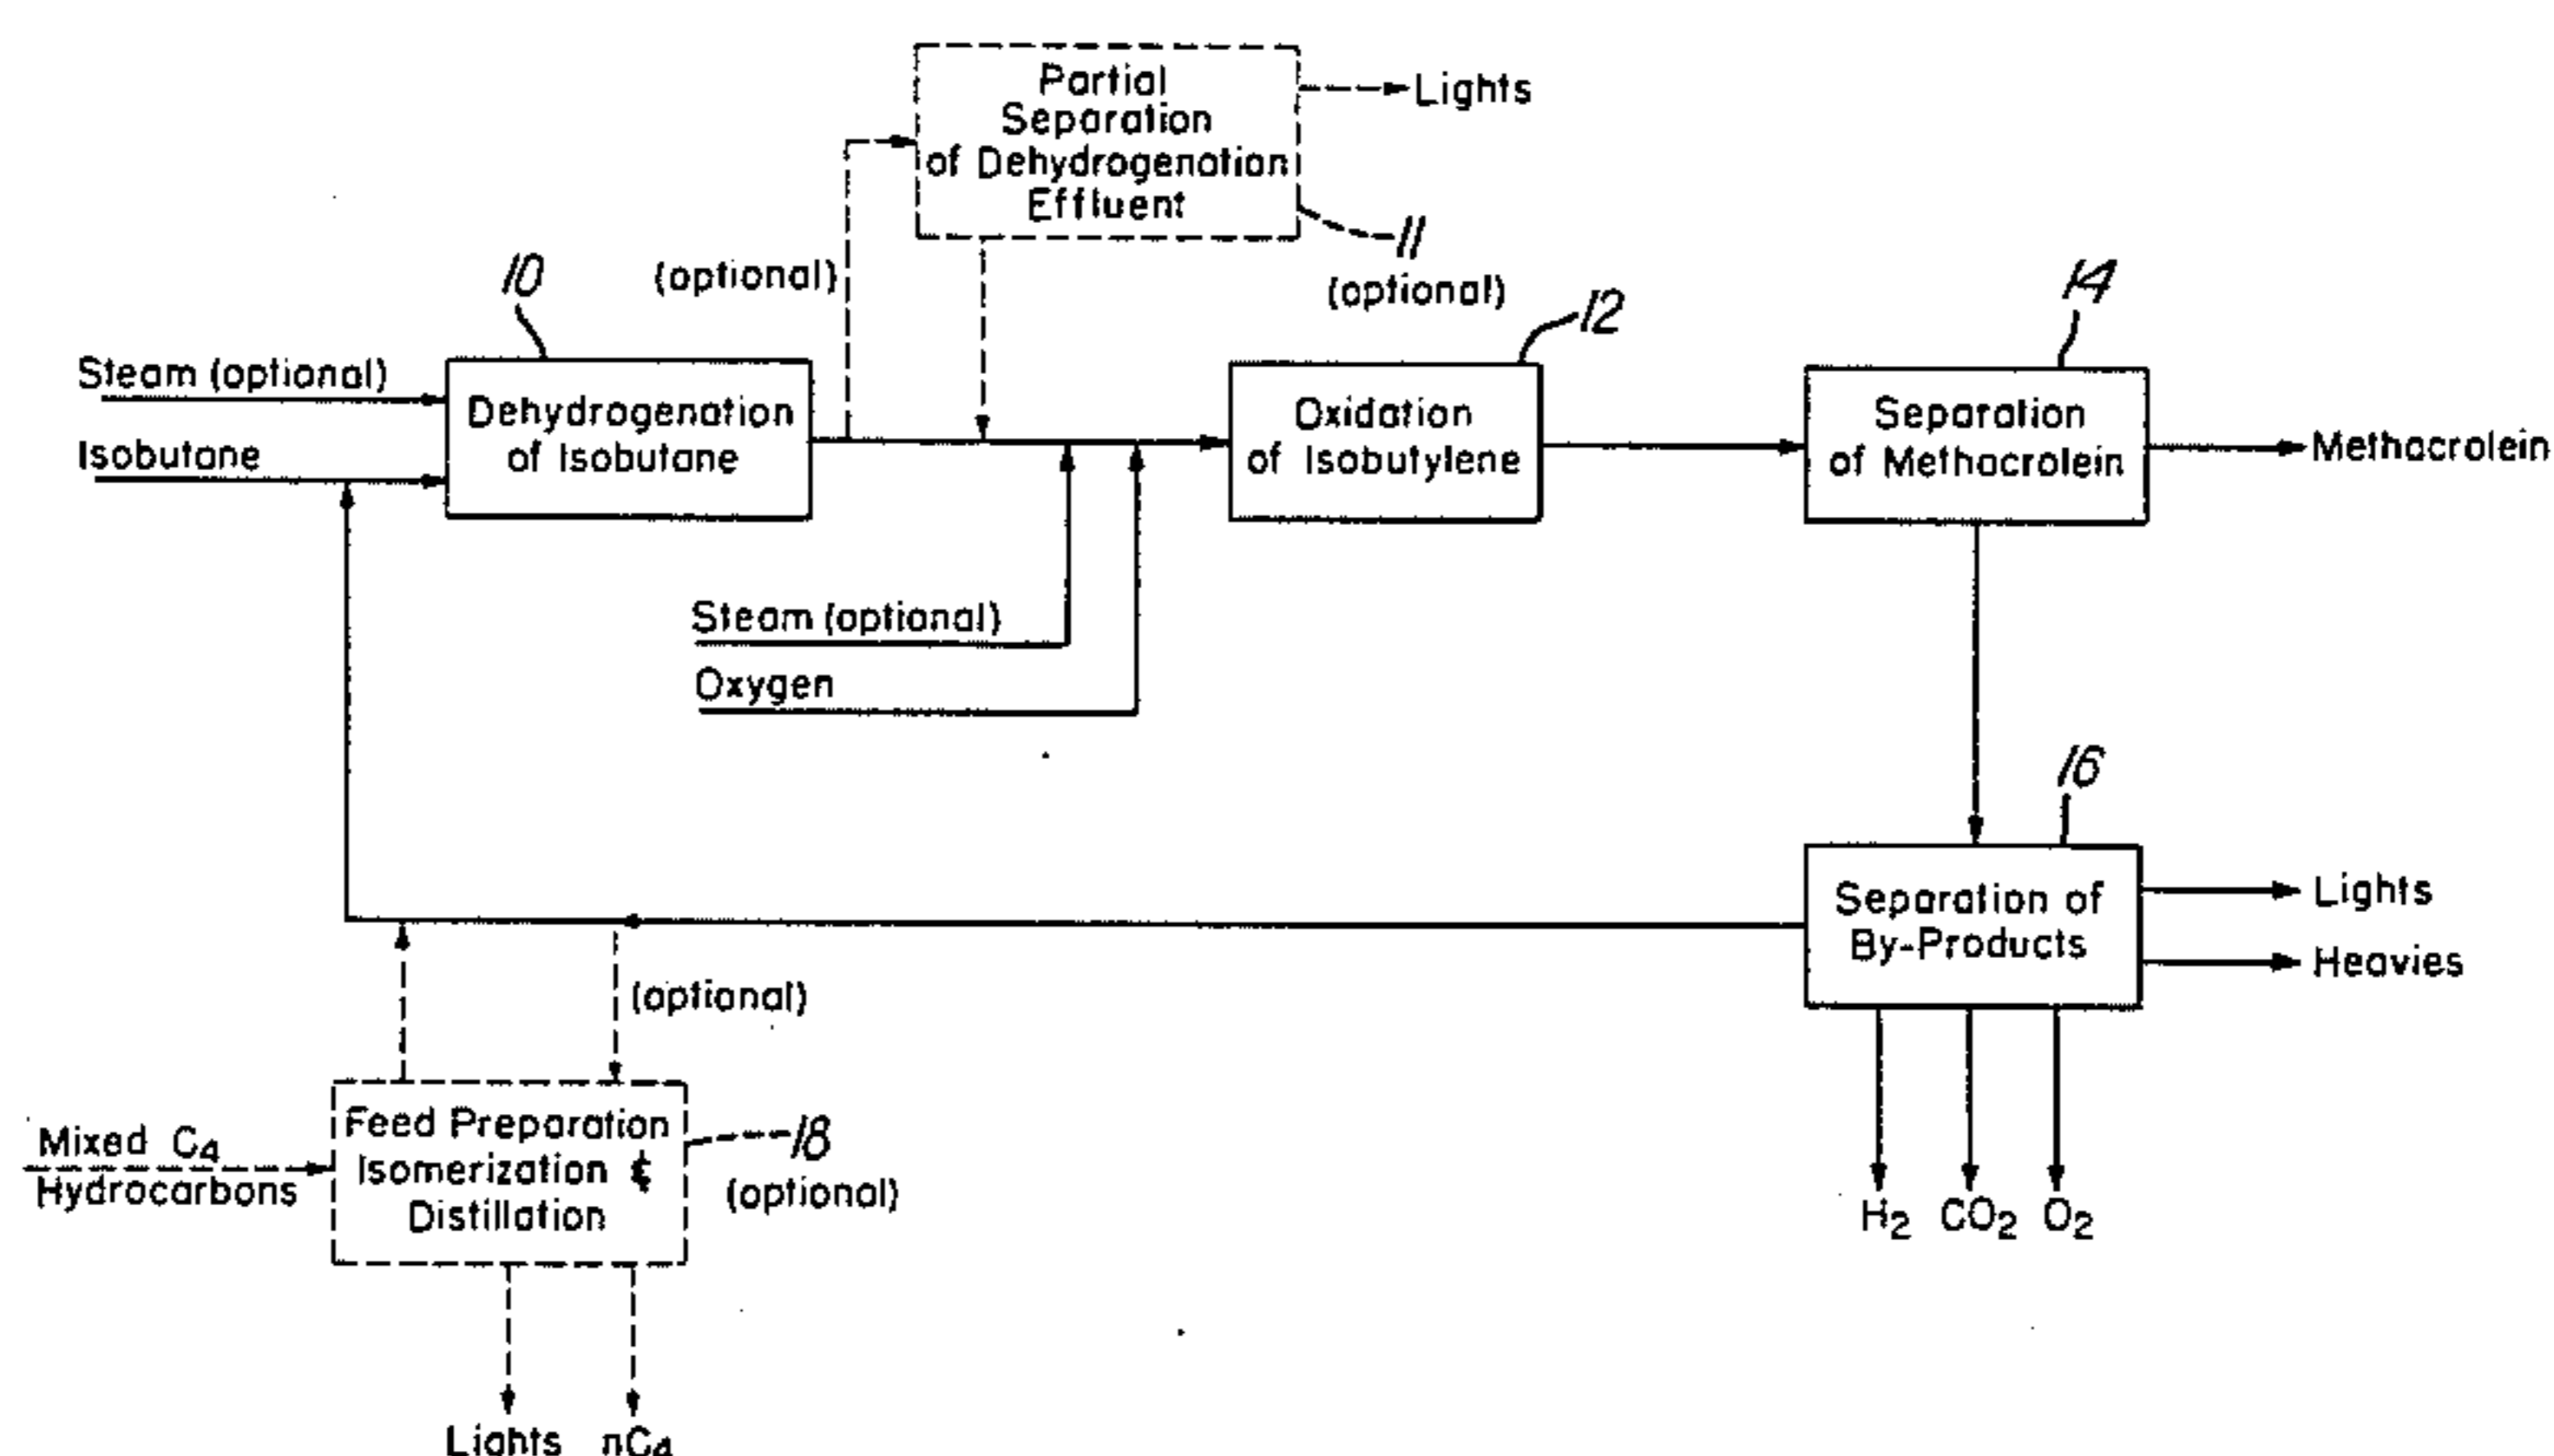 Partial
Separation
of Dehydrogenation
Effluent
Lights
11
(optional)
(optional)
10
12
14
Steam (optional)
Isobutane
Dehydrogenation
of Isobutane
Oxidation
of Isobutylene
Separation
of Methacrolein
Methacrolein
Steam (optional)
Oxygen
16
Separation of
By-Products
Lights
Heavies
H2 CO2 O2
(optional)
Mixed C4
Hydrocarbons
Feed Preparation
Isomerization &
Distillation
18
(optional)
Lights nC4